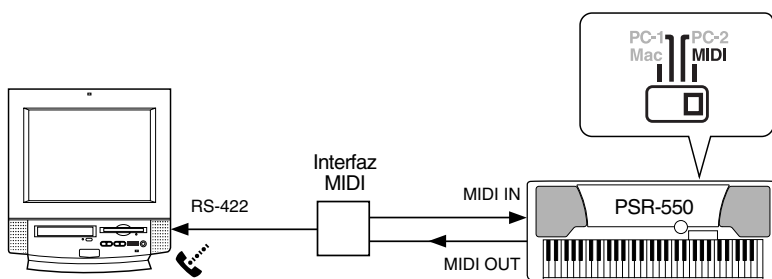 PC-1 PC-2
Mac MIDI
Interfaz
MIDI
RS-422
MIDI IN
PSR-550
MIDI OUT